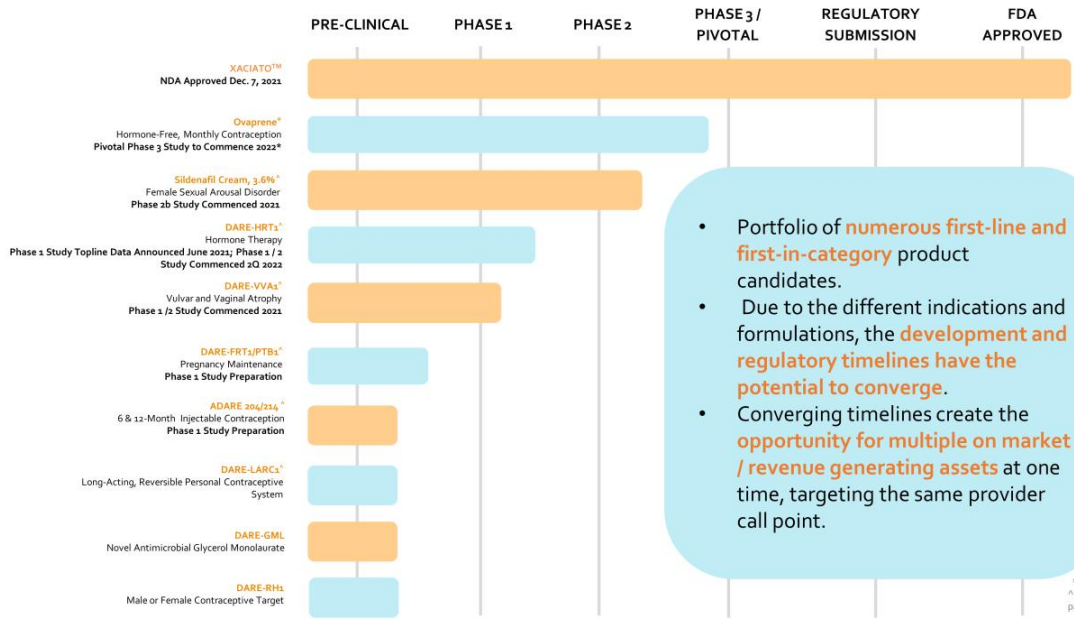 PRE-CLINICAL
PHASE 1
PHASE 2
PHASE 3 /
PIVOTAL
REGULATORY
SUBMISSION
FDA
APPROVED
XACIATO™
NDA Approved Dec. 7, 2021
Ovaprene^
Hormone-Free, Monthly Contraception
Pivotal Phase 3 Study to Commence 2022*
Sildenafil Cream, 3.6%^
Female Sexual Arousal Disorder
Phase 2b Study Commenced 2021
DARE-HRT1^
Hormone Therapy
Phase 1 Study Topline Data Announced June 2021; Phase 1 / 2
Study Commenced 2Q 2022
DARE-VVA1^
Vulvar and Vaginal Atrophy
Phase 1 /2 Study Commenced 2021
DARE-FRT1/PTB1^
Pregnancy Maintenance
Phase 1 Study Preparation
ADARE 204/214 ^
6 & 12-Month Injectable Contraception
Phase 1 Study Preparation
DARE-LARC1^
Long-Acting, Reversible Personal Contraceptive
System
DARE-GML
Novel Antimicrobial Glycerol Monolaurate
DARE-RH1
Male or Female Contraceptive Target
• Portfolio of numerous first-line and
first-in-category product
candidates.
• Due to the different indications and
formulations, the development and
regulatory timelines have the
potential to converge.
• Converging timelines create the
opportunity for multiple on market
/ revenue generating assets at one
time, targeting the same provider
call point.